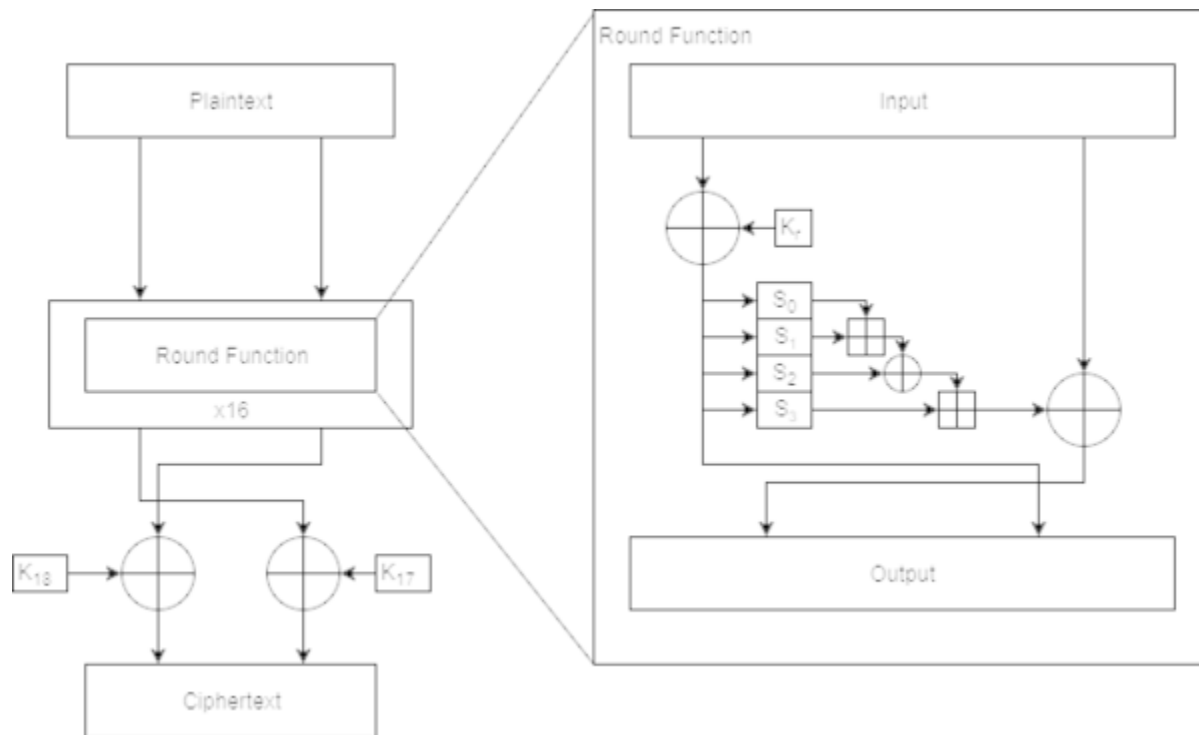 Plaintext
Round Function
x16
K18
K17
Ciphertext
Round Function
Input
Kr
S0
S1
S2
S3
Output